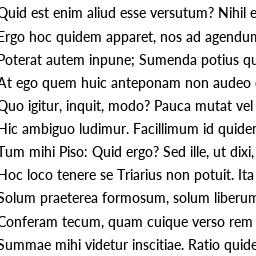 Quid est enim aliud esse versutum? Nihil e
Ergo hoc quidem apparet, nos ad agendum
Poterat autem inpune; Sumenda potius qu
At ego quem huic anteponam non audeo
Quo igitur, inquit, modo? Pauca mutat vel
Hic ambiguo ludimur. Facillimum id quiden
Tum mihi Piso: Quid ergo? Sed ille, ut dixi,
Hoc loco tenere se Triarius non potuit. Ita
Solum praeterea formosum, solum liberum
Conferam tecum, quam cuique verso rem
Summae mihi videtur inscitiae. Ratio quide